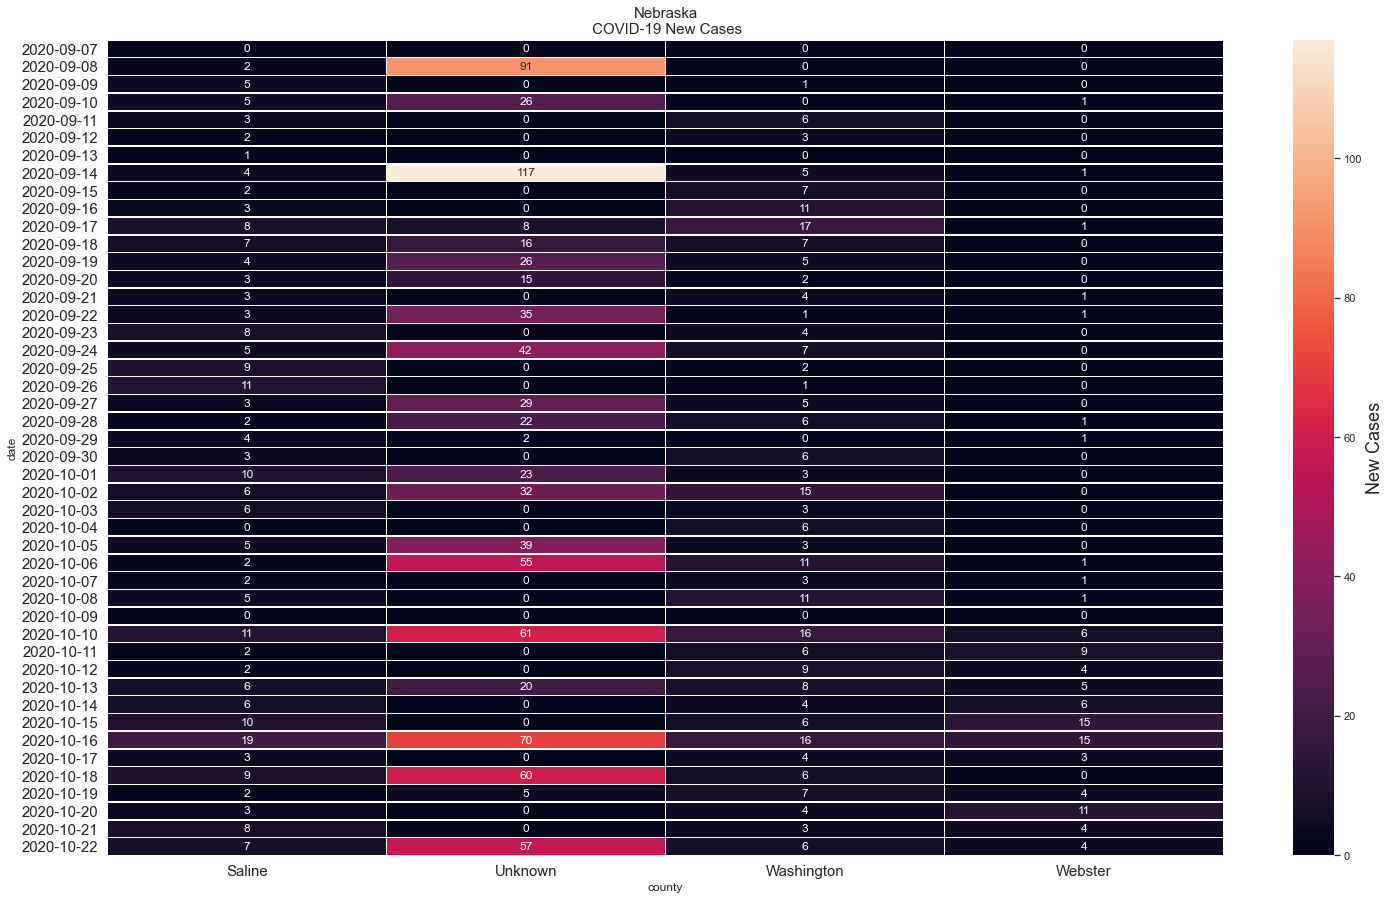 Nebraska
COVID-19 New Cases
2020-09-07 0 0 0 0
2020-09-08 2 91 0 0
2020-09-09 5 0 1 0
2020-09-10 5 26 0 1
2020-09-11 3 0 6 0
2020-09-12 2 0 3 0
2020-09-13 1 0 0 0
2020-09-14 4 117 5 1
2020-09-15 2 0 7 0
2020-09-16 3 0 11 0
2020-09-17 8 8 17 1
2020-09-18 7 16 7 0
2020-09-19 4 26 5 0
2020-09-20 3 15 2 0
2020-09-21 3 0 4 1
2020-09-22 3 35 1 1
2020-09-23 8 0 4 0
2020-09-24 5 42 7 0
2020-09-25 9 0 2 0
2020-09-26 11 0 1 0
2020-09-27 3 29 5 0
2020-09-28 2 22 6 1
2020-09-29 4 2 0 1
2020-09-30 3 0 6 0
2020-10-01 10 23 3 0
2020-10-02 6 32 15 0
2020-10-03 6 0 3 0
2020-10-04 0 0 6 0
2020-10-05 5 39 3 0
2020-10-06 2 55 11 1
2020-10-07 2 0 3 1
2020-10-08 5 0 11 1
2020-10-09 0 0 0 0
2020-10-10 11 61 16 6
2020-10-11 2 0 6 9
2020-10-12 2 0 9 4
2020-10-13 6 20 8 5
2020-10-14 6 0 4 6
2020-10-15 10 0 6 15
2020-10-16 19 70 16 15
2020-10-17 3 0 4 3
2020-10-18 9 60 6 0
2020-10-19 2 5 7 4
2020-10-20 3 0 4 11
2020-10-21 8 0 3 4
2020-10-22 7 57 6 4
Saline Unknown Washington Webster
county
date
100
80
60
40
20
0
New Cases